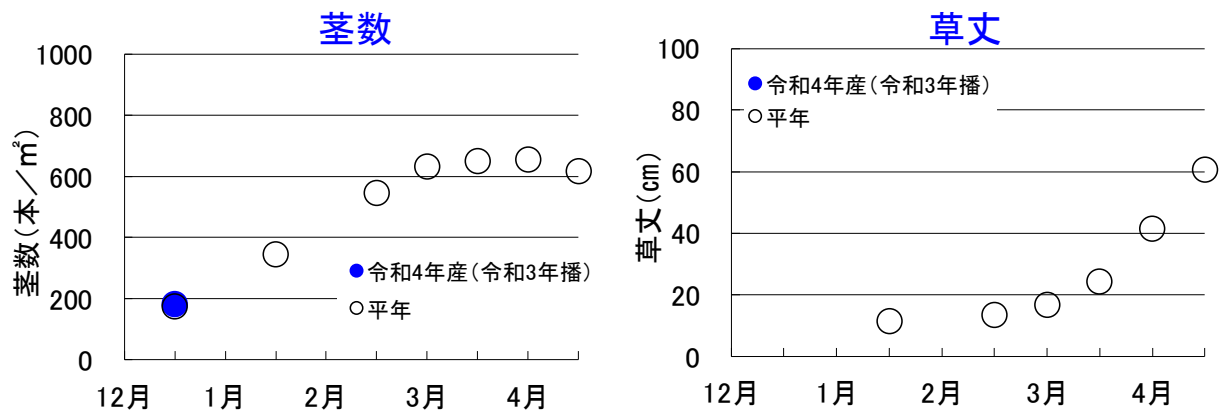 茎数
1000
800
600
400
200
0
茎数(本/㎡)
●令和4年産(令和3年播)
○平年
12月 1月 2月 3月 4月
草丈
100
80
60
40
20
0
草丈(cm)
●令和4年産(令和3年播)
○平年
12月 1月 2月 3月 4月